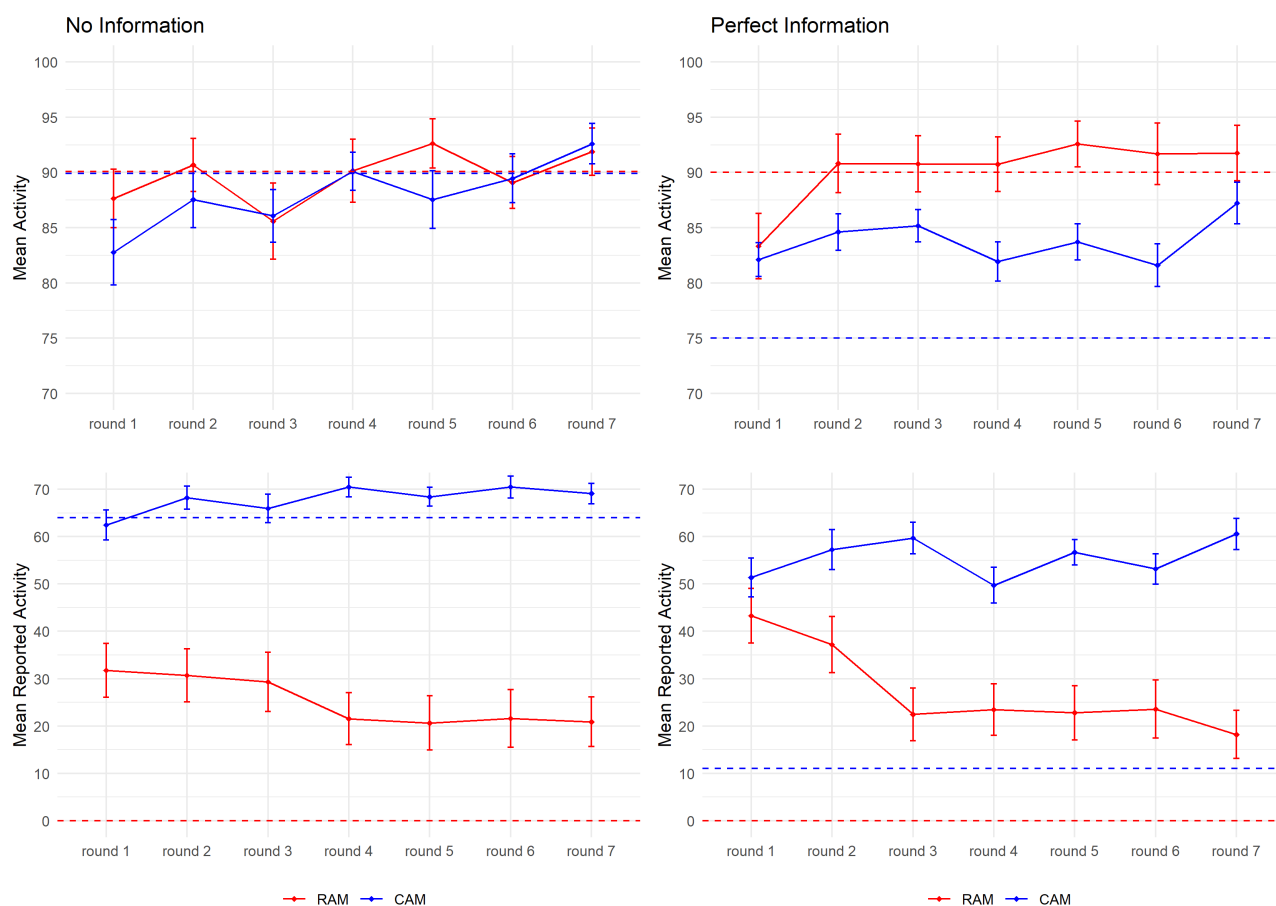 No Information
Mean Activity
100
95
90
85
80
75
70
round 1 round 2 round 3 round 4 round 5 round 6 round 7
Perfect Information
Mean Activity
100
95
90
85
80
75
70
round 1 round 2 round 3 round 4 round 5 round 6 round 7
Mean Reported Activity
70
60
50
40
30
20
10
0
round 1 round 2 round 3 round 4 round 5 round 6 round 7
RAM CAM
Mean Reported Activity
70
60
50
40
30
20
10
0
round 1 round 2 round 3 round 4 round 5 round 6 round 7
RAM CAM